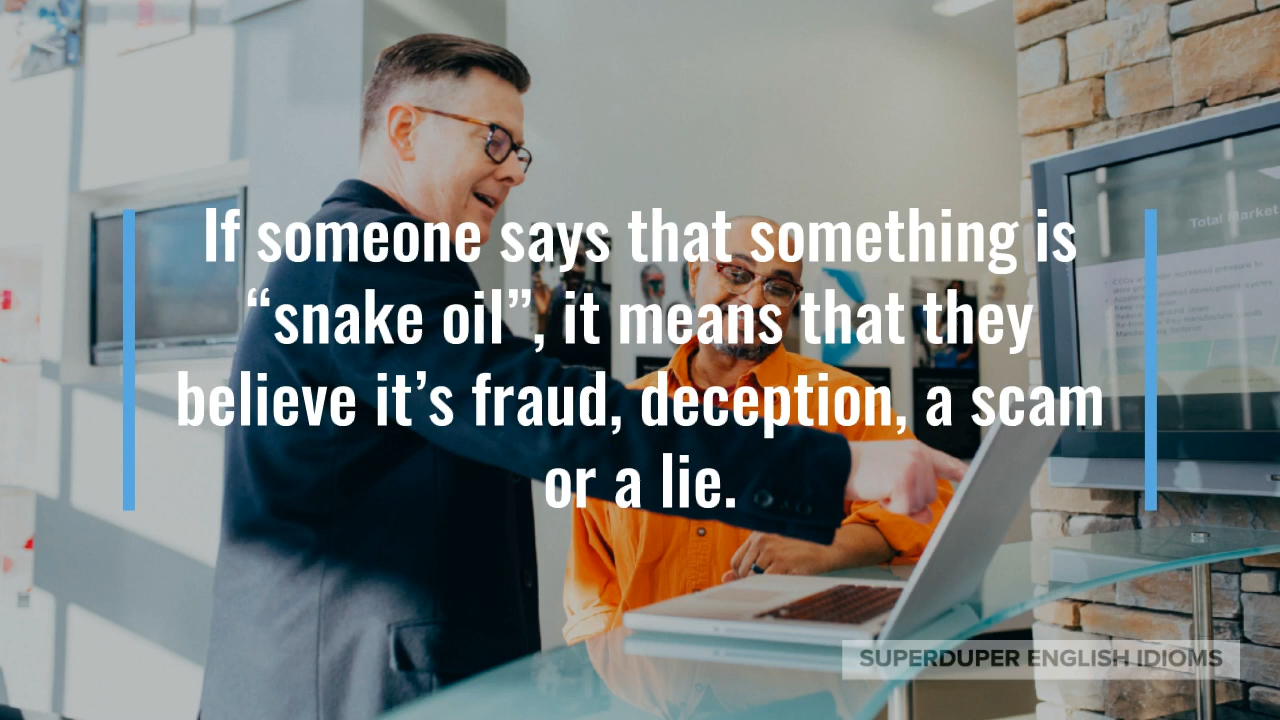 If someone says that something is
“snake oil”, it means that they
believe it’s fraud, deception, a scam
or a lie.
Total Market
SUPERDUPER ENGLISH IDIOMS